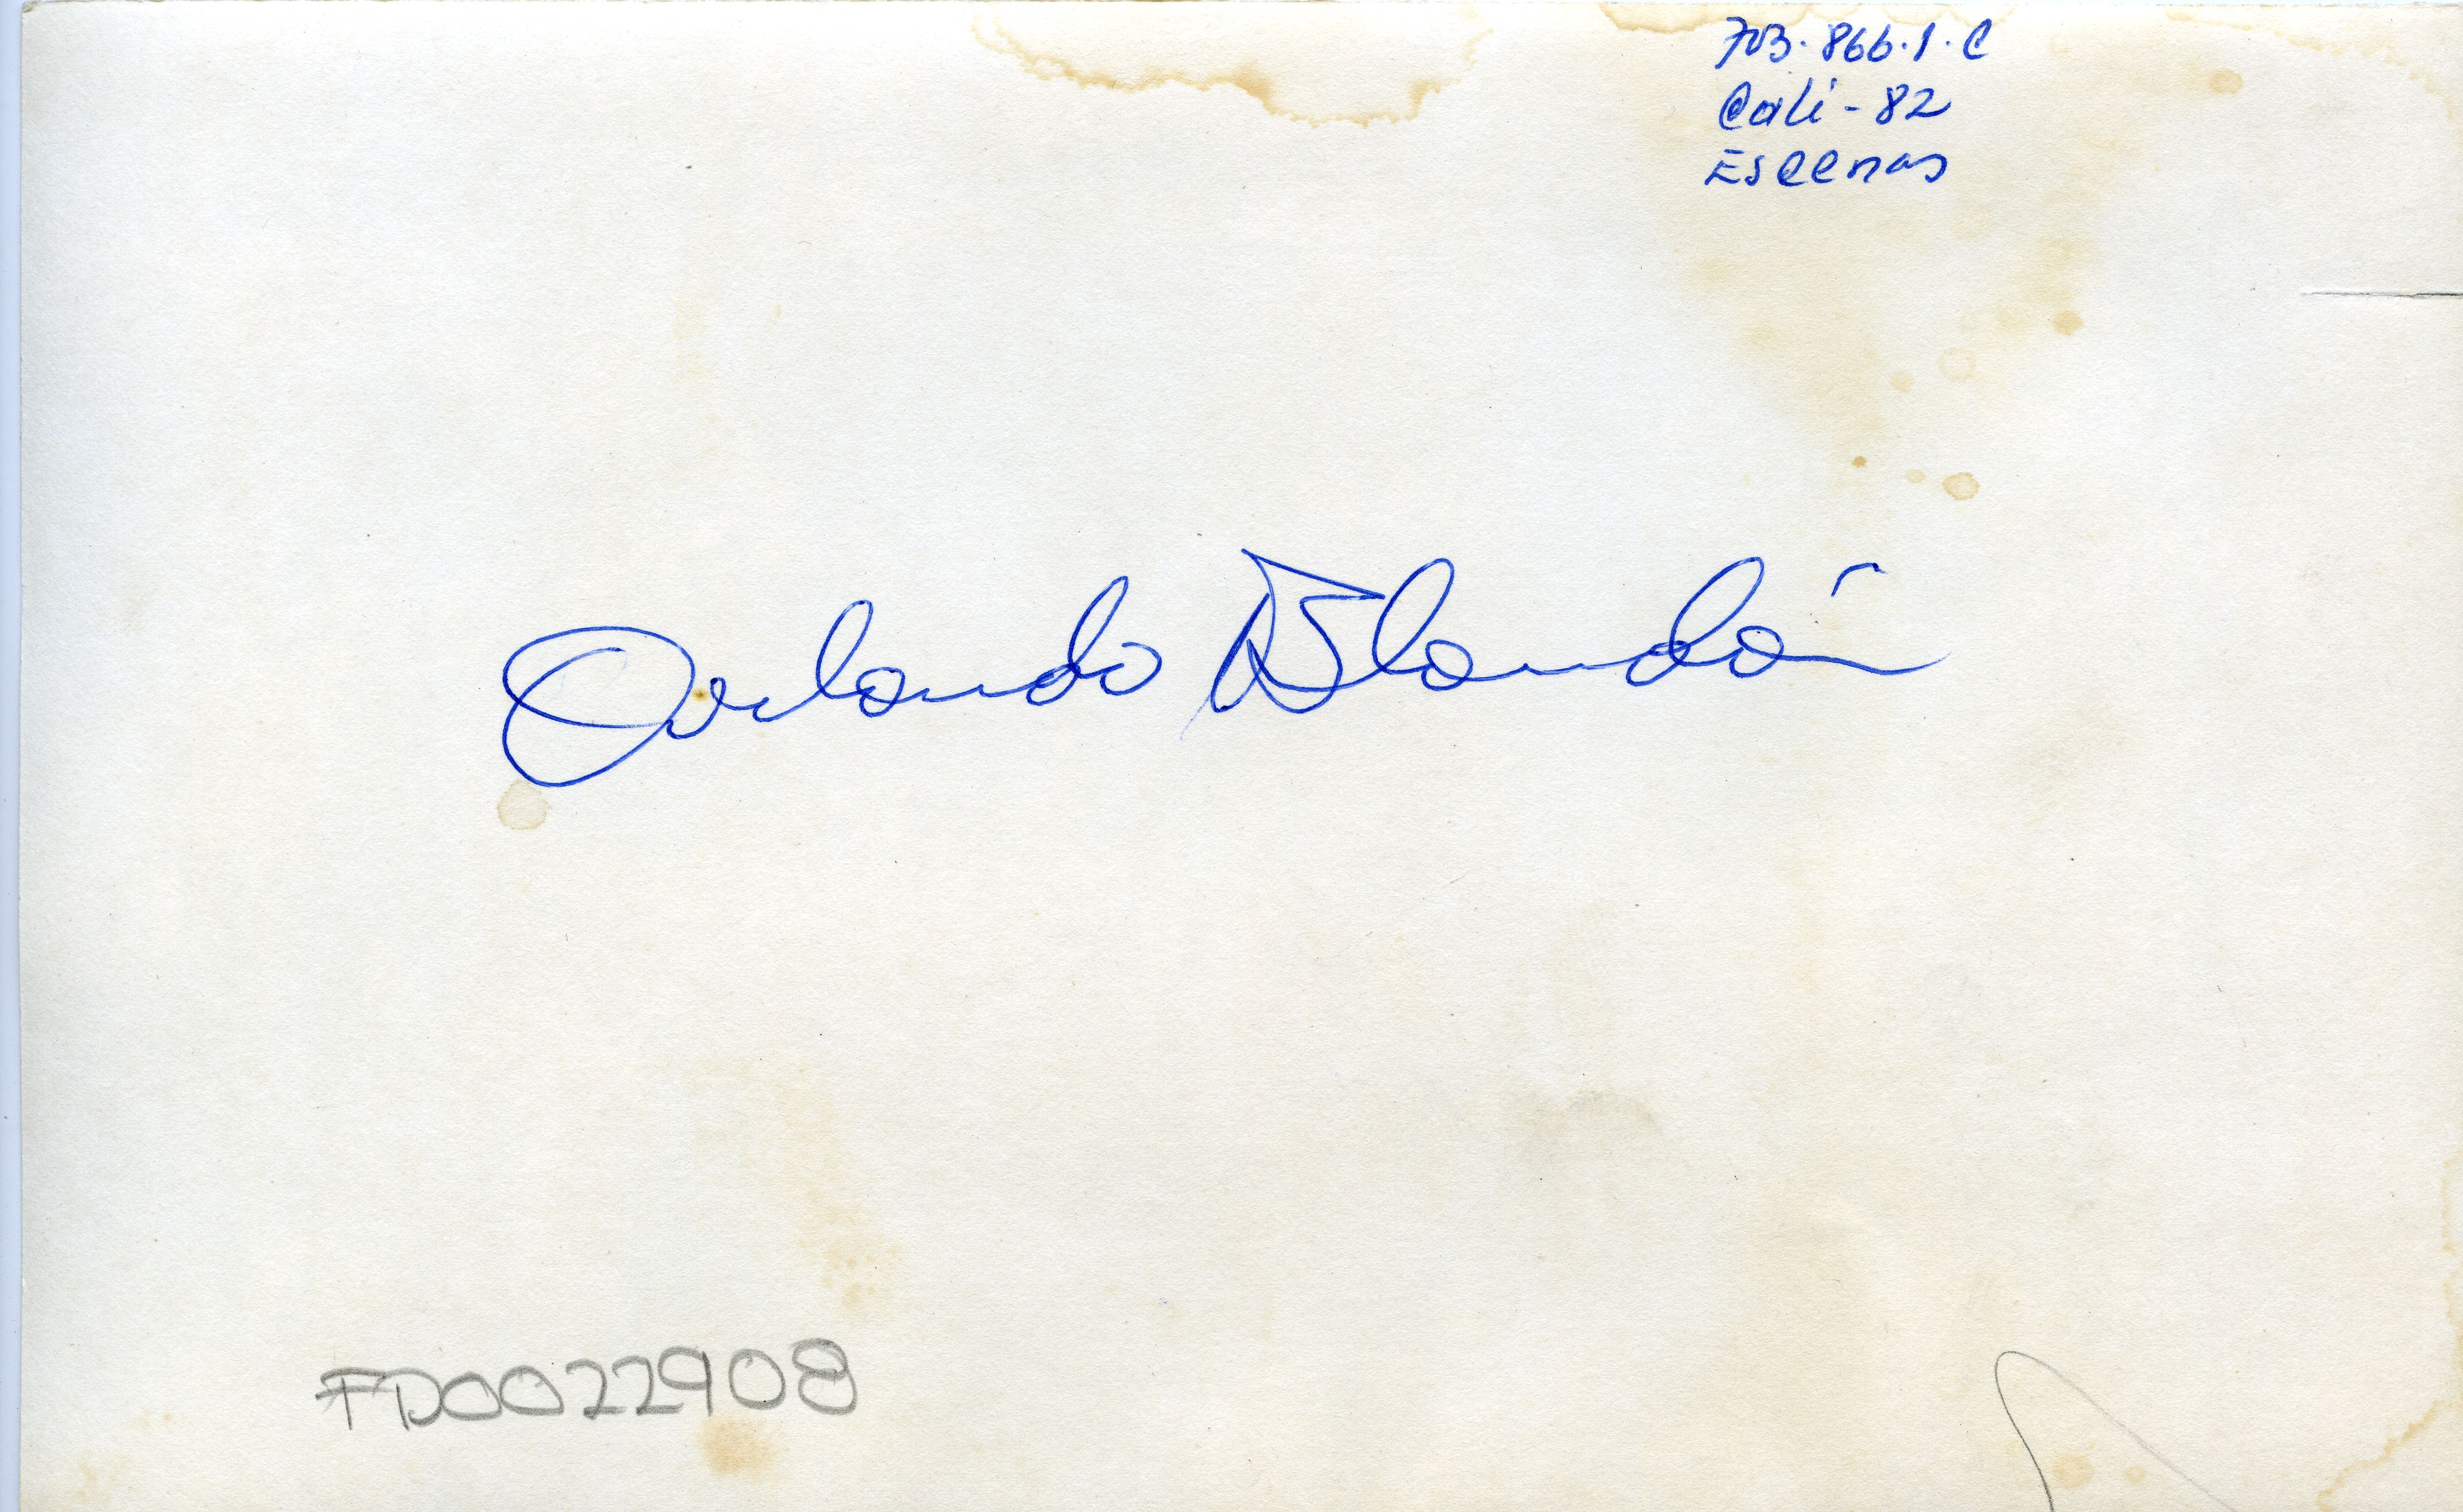 703.866.1.C
Cali-82
Escenas
Orlando Blandón
FD0022908